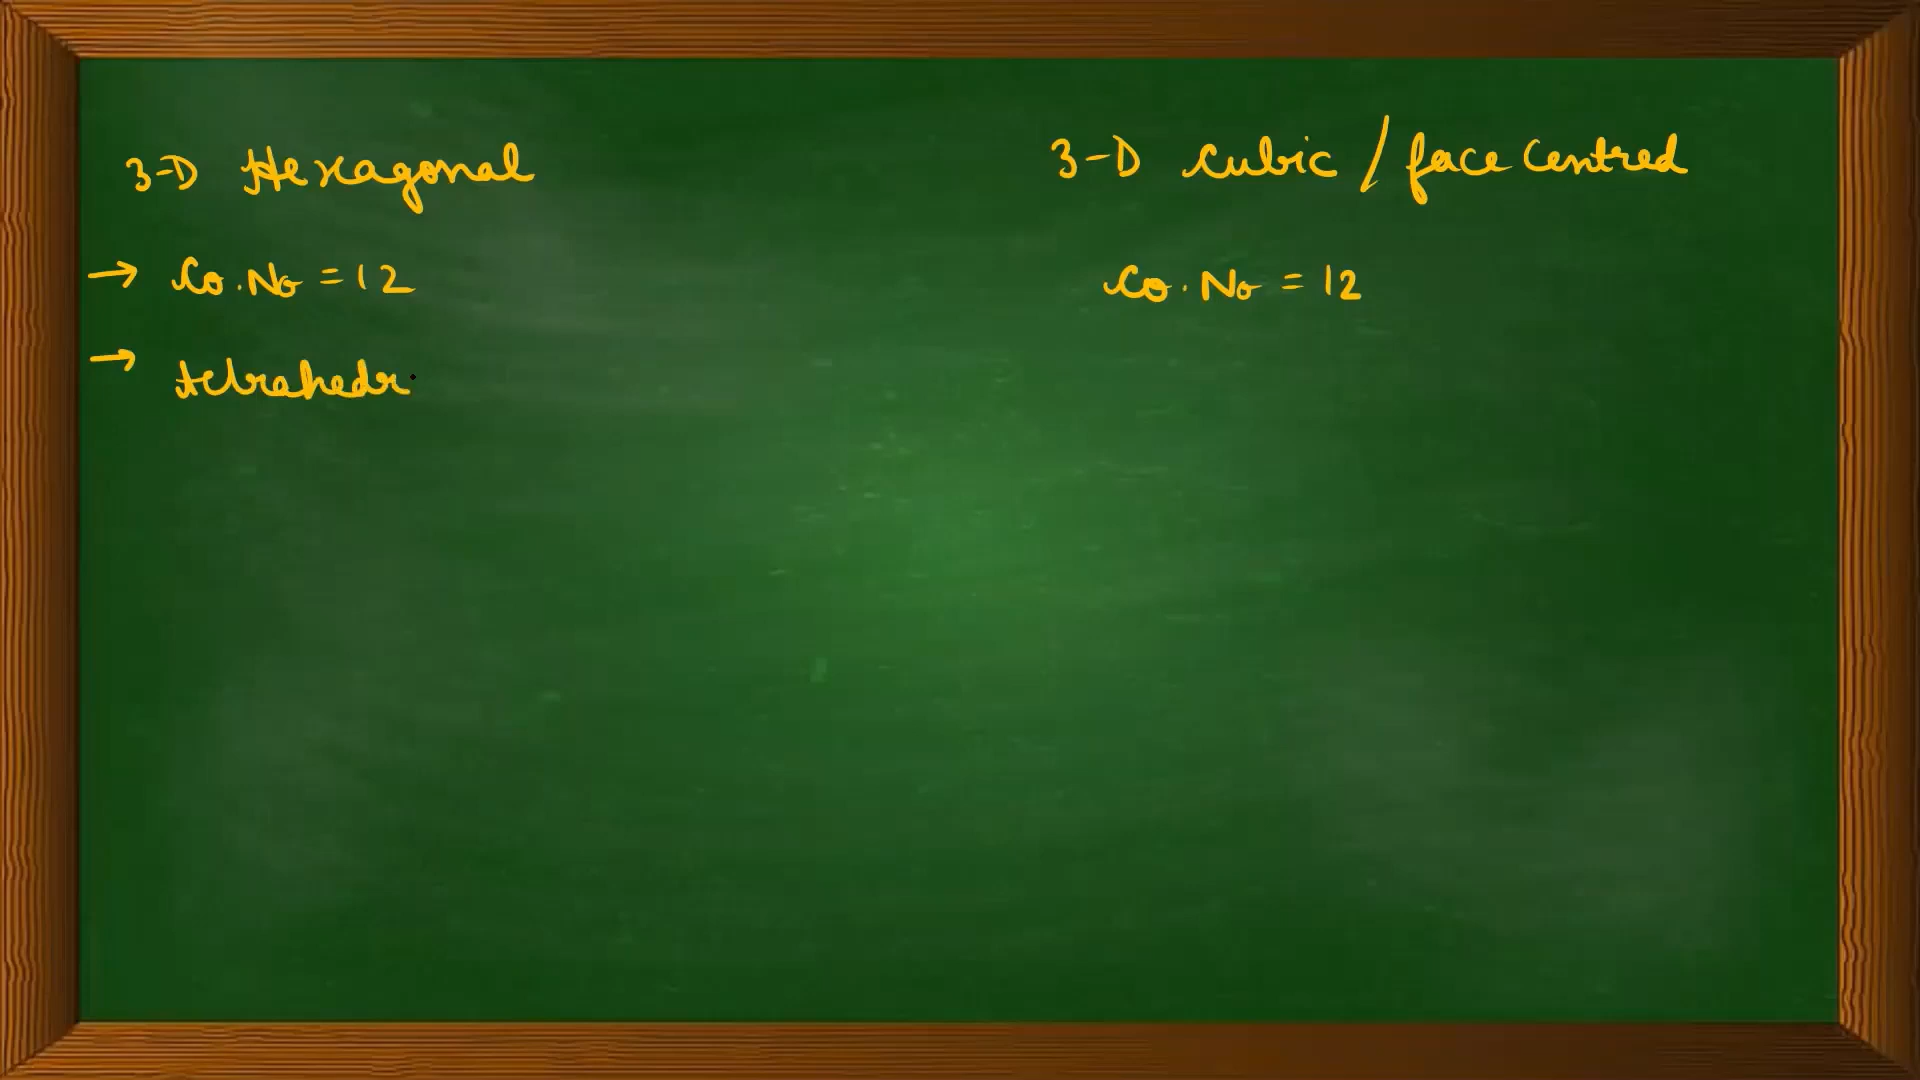 3-D Hexagonal
→ Co. No = 12
→ tetrahedr
3-D Cubic / face Centred
Co. No = 12